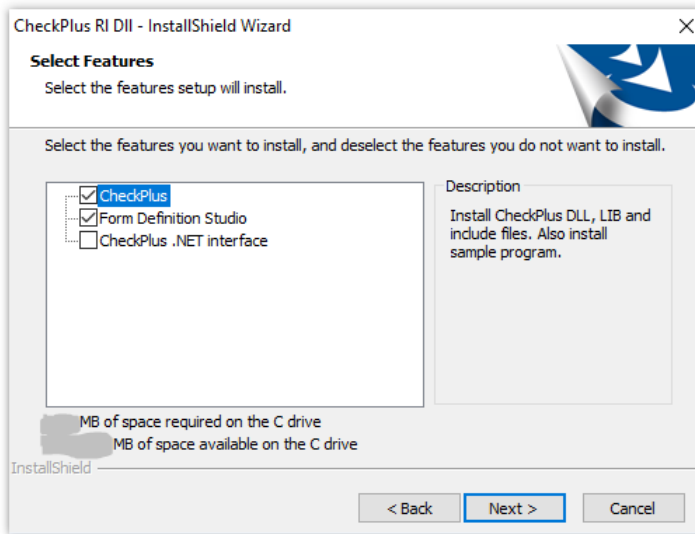 CheckPlus RI Dll - InstallShield Wizard
Select Features
Select the features setup will install.
Select the features you want to install, and deselect the features you do not want to install.
CheckPlus
Form Definition Studio
CheckPlus .NET interface
Description
Install CheckPlus DLL, LIB and
include files. Also install
sample program.
MB of space required on the C drive
MB of space available on the C drive
InstallShield
< Back
Next >
Cancel